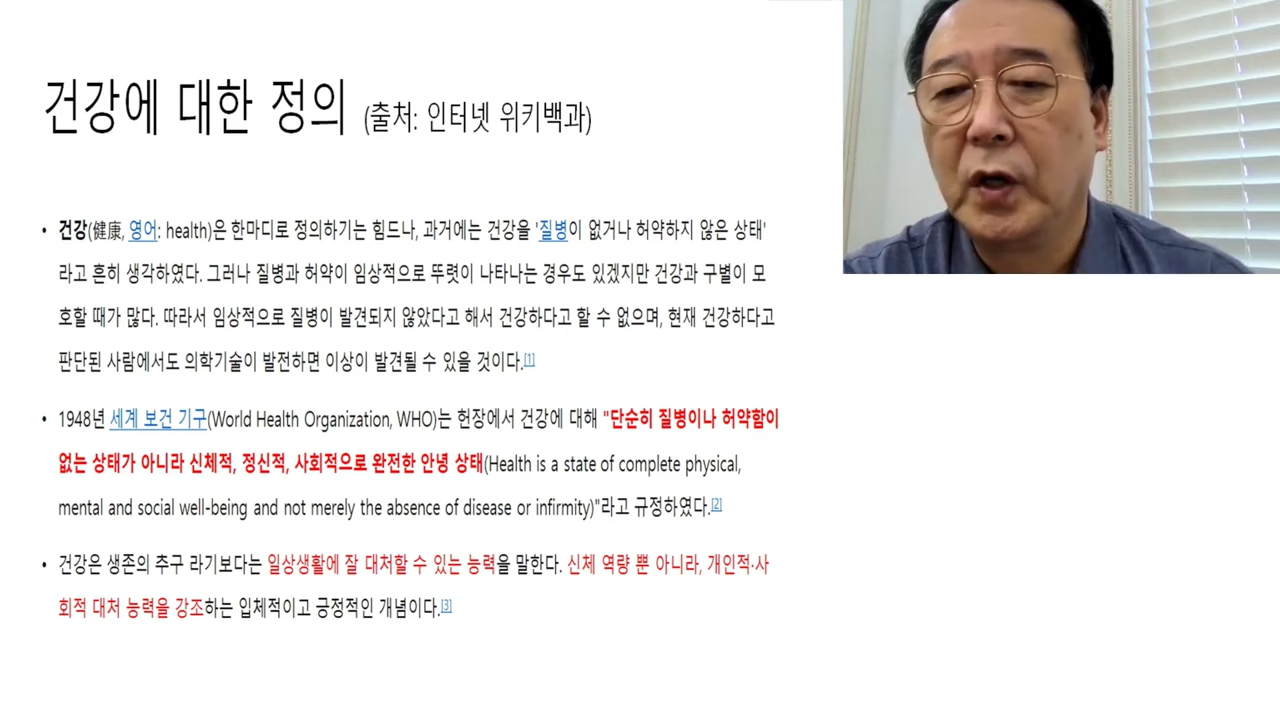 건강에 대한 정의 (출처: 인터넷 위키백과)
• 건강(健康, 영어: health)은 한마디로 정의하기는 힘드나, 과거에는 건강을 '질병이 없거나 허약하지 않은 상태'
라고 흔히 생각하였다. 그러나 질병과 허약이 임상적으로 뚜렷이 나타나는 경우도 있겠지만 건강과 구별이 모
호할 때가 많다. 따라서 임상적으로 질병이 발견되지 않았다고 해서 건강하다고 할 수 없으며, 현재 건강하다고
판단된 사람에서도 의학기술이 발전하면 이상이 발견될 수 있을 것이다.[1]
• 1948년 세계 보건 기구(World Health Organization, WHO)는 헌장에서 건강에 대해 "단순히 질병이나 허약함이
없는 상태가 아니라 신체적, 정신적, 사회적으로 완전한 안녕 상태(Health is a state of complete physical,
mental and social well-being and not merely the absence of disease or infirmity)"라고 규정하였다.[2]
• 건강은 생존의 추구 라기보다는 일상생활에 잘 대처할 수 있는 능력을 말한다. 신체 역량 뿐 아니라, 개인적·사
회적 대처 능력을 강조하는 입체적이고 긍정적인 개념이다.[3]